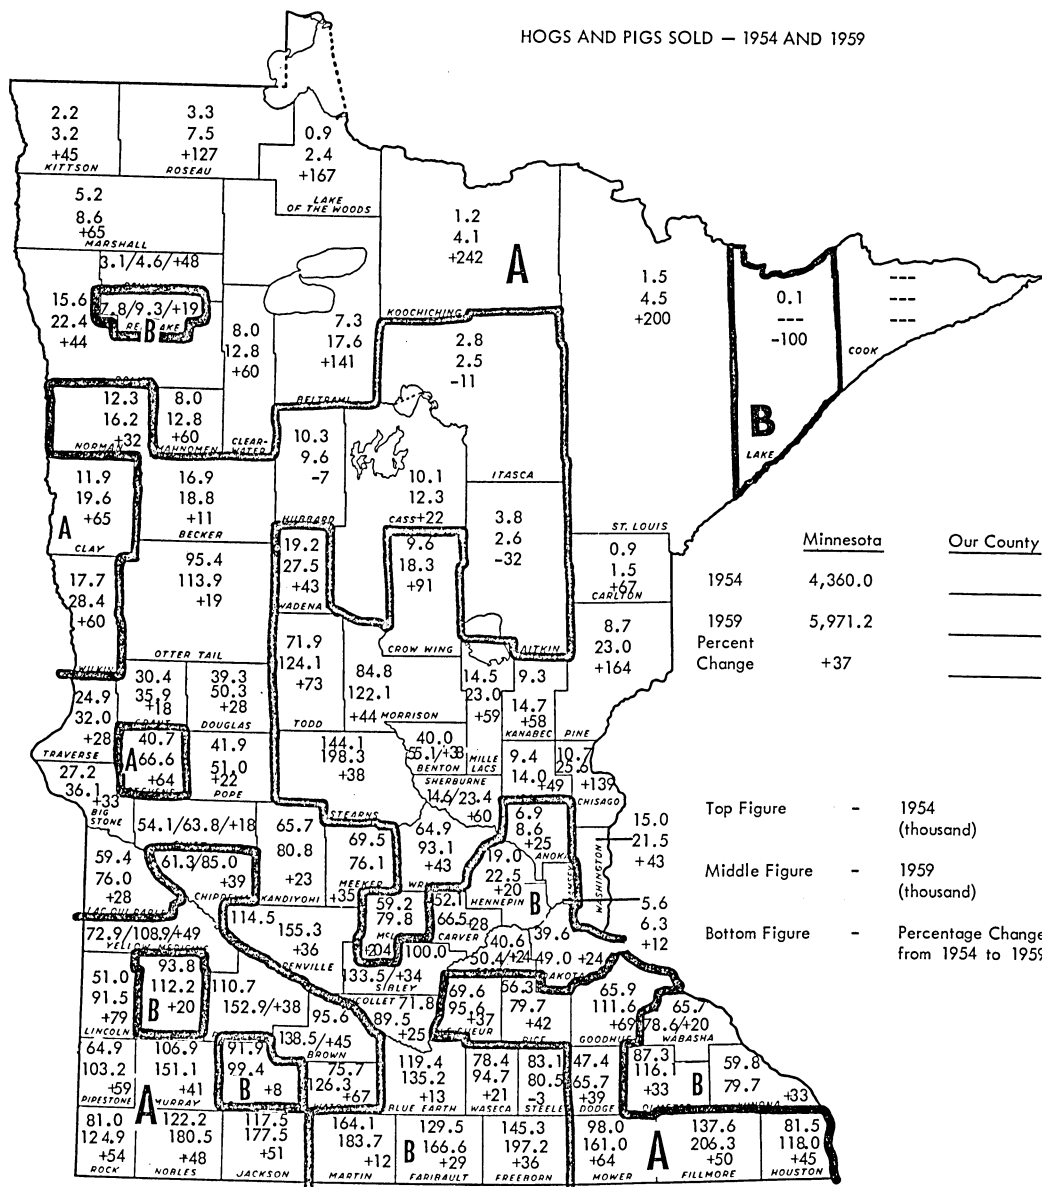 HOGS AND PIGS SOLD — 1954 AND 1959
2.2
3.2
+45
KITTSON
3.3
7.5
+127
ROSEAU
0.9
2.4
+167
LAKE
OF THE WOODS
5.2
8.6
+65
MARSHALL
1.2
4.1
+242
KOOCHICHING
A
3.1/4.6/+48
15.6
22.4
+44
7.8/9.3/+19
B
8.0
12.8
+60
CLEAR-
WATER
7.3
17.6
+141
BELTRAMI
2.8
2.5
-11
ITASCA
1.5
4.5
+200
ST. LOUIS
0.1
---
-100
B
LAKE
---
---
---
COOK
12.3
16.2
+32
NORMAN
8.0
12.8
+60
MAHNOMEN
10.3
9.6
-7
HUBBARD
10.1
12.3
CASS +22
11.9
19.6
+65
A
CLAY
16.9
18.8
+11
BECKER
3.8
2.6
-32
AITKIN
19.2
27.5
+43
WADENA
9.6
18.3
+91
CROW WING
0.9
1.5
+67
CARLTON
17.7
28.4
+60
WILKIN
95.4
113.9
+19
OTTER TAIL
8.7
23.0
+164
PINE
71.9
124.1
+73
TODD
84.8
122.1
+44 MORRISON
14.5
23.0
+59
MILLE
LACS
9.3
14.7
+58
KANABEC
24.9
32.0
+28
TRAVERSE
30.4
35.9
+18
GRANT
39.3
50.3
+28
DOUGLAS
40.7
66.6
+64
A
41.9
51.0
+22
POPE
144.1
198.3
+38
STEARNS
40.0
55.1/+38
BENTON
9.4
14.0
+49
10.7
25.6
+139
CHISAGO
27.2
36.1
+33
BIG
STONE
SHERBURNE
14.6/23.4
+60
54.1/63.8/+18
65.7
80.8
+23
KANDIYOHI
69.5
76.1
+35
MEEKER
64.9
93.1
+43
6.9
8.6
+25
ANOKA
15.0
21.5
+43
WASHINGTON
59.4
76.0
+28
LAC QUI PARLE
61.3/85.0
+39
CHIPPEWA
19.0
22.5
+20
HENNEPIN
B
5.6
6.3
+12
59.2
79.8
52.1
66.5
+28
CARVER
72.9/108.9/+49
YELLOW MEDICINE
114.5
155.3
+36
RENVILLE
100.0
133.5/+34
SIBLEY
40.6
50.4/+24
39.6
49.0 +24
DAKOTA
51.0
91.5
+79
LINCOLN
93.8
112.2
+20
B
110.7
152.9/+38
95.6
138.5/+45
BROWN
71.8
89.5
+25
69.6
95.6
+37
56.3
79.7
+42
RICE
65.9
111.6
+69
GOODHUE
65.7
78.6/+20
WABASHA
64.9
103.2
+59
PIPESTONE
106.9
151.1
+41
MURRAY
91.9
99.4
+8
B
75.7
126.3
+67
119.4
135.2
+13
BLUE EARTH
78.4
94.7
+21
WASECA
83.1
80.5
-3
STEELE
47.4
65.7
+39
DODGE
87.3
116.1
+33
B
59.8
79.7
+33
81.0
124.9
+54
ROCK
A
122.2
180.5
+48
NOBLES
117.5
177.5
+51
JACKSON
164.1
183.7
+12
MARTIN
B
129.5
166.6
+29
FARIBAULT
145.3
197.2
+36
FREEBORN
98.0
161.0
+64
MOWER
A
137.6
206.3
+50
FILLMORE
81.5
118.0
+45
HOUSTON
Minnesota Our County
1954 4,360.0
1959 5,971.2
Percent
Change +37
Top Figure - 1954
(thousand)
Middle Figure - 1959
(thousand)
Bottom Figure - Percentage Change
from 1954 to 1959